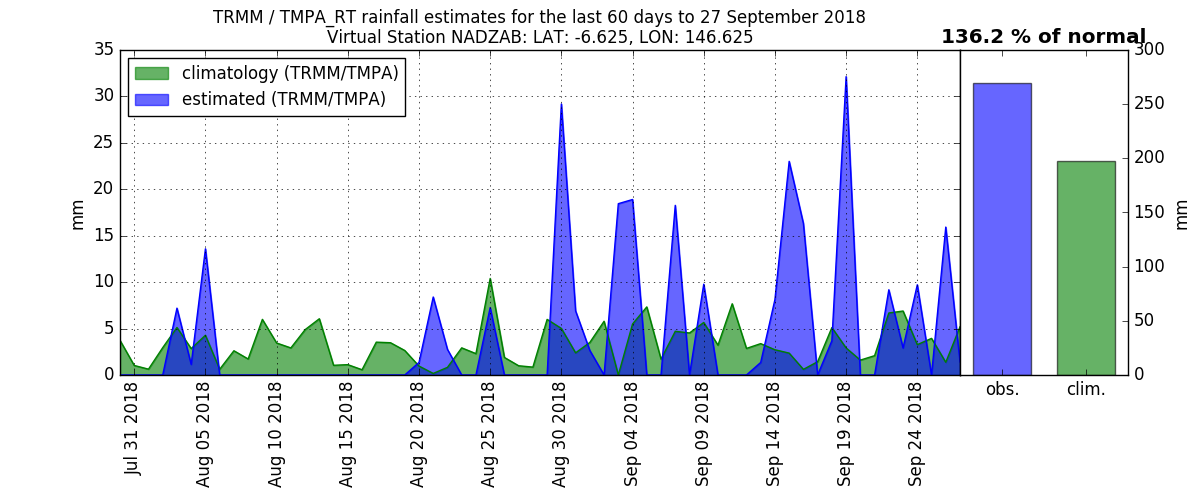 TRMM / TMPA_RT rainfall estimates for the last 60 days to 27 September 2018
Virtual Station NADZAB: LAT: -6.625, LON: 146.625
136.2 % of normal
climatology (TRMM/TMPA)
estimated (TRMM/TMPA)
35
30
25
20
15
10
5
0
mm
Jul 31 2018
Aug 05 2018
Aug 10 2018
Aug 15 2018
Aug 20 2018
Aug 25 2018
Aug 30 2018
Sep 04 2018
Sep 09 2018
Sep 14 2018
Sep 19 2018
Sep 24 2018
obs.
clim.
300
250
200
150
100
50
0
mm